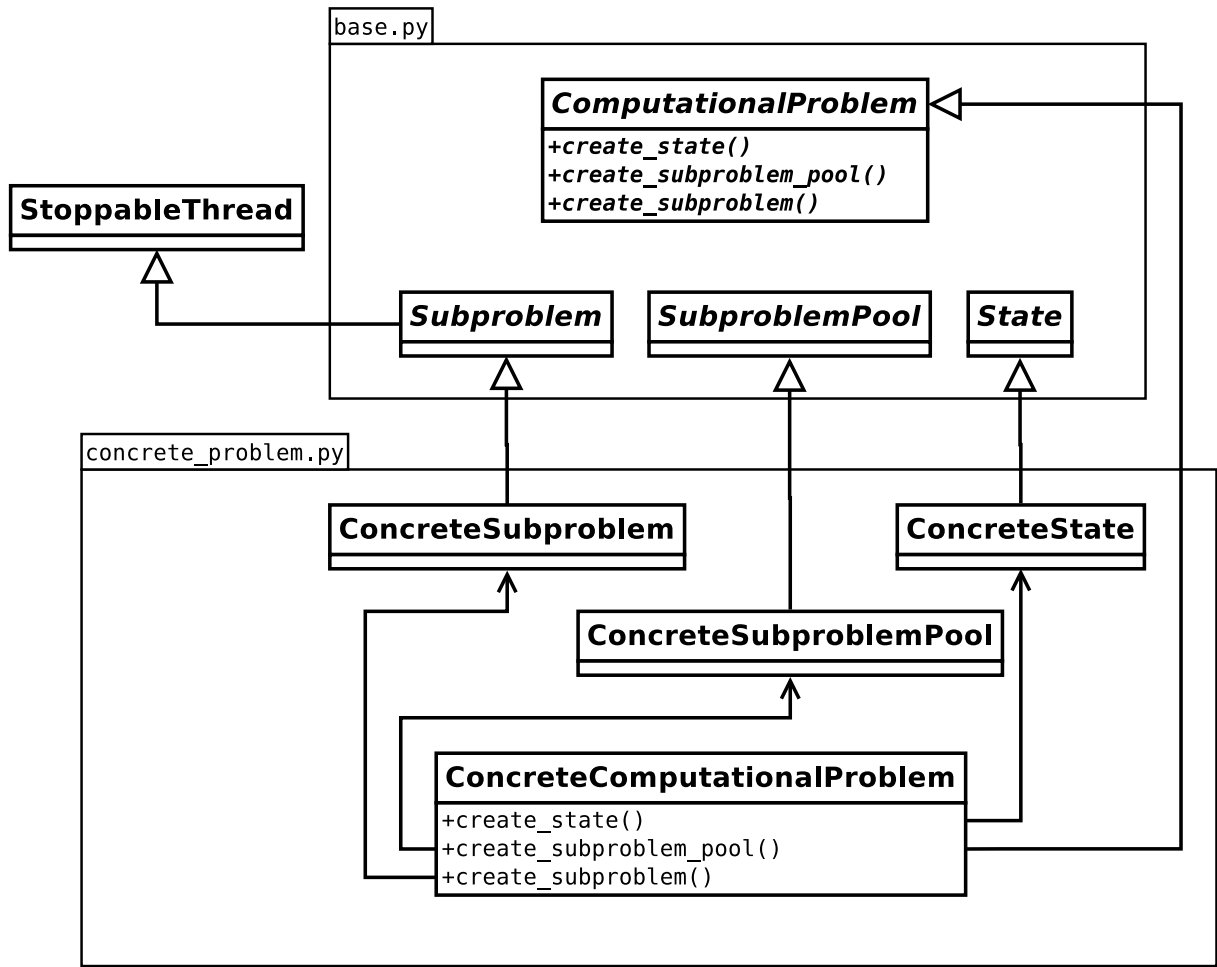 base.py
ComputationalProblem
+create_state()
+create_subproblem_pool()
+create_subproblem()
StoppableThread
Subproblem
SubproblemPool
State
concrete_problem.py
ConcreteSubproblem
ConcreteState
ConcreteSubproblemPool
ConcreteComputationalProblem
+create_state()
+create_subproblem_pool()
+create_subproblem()